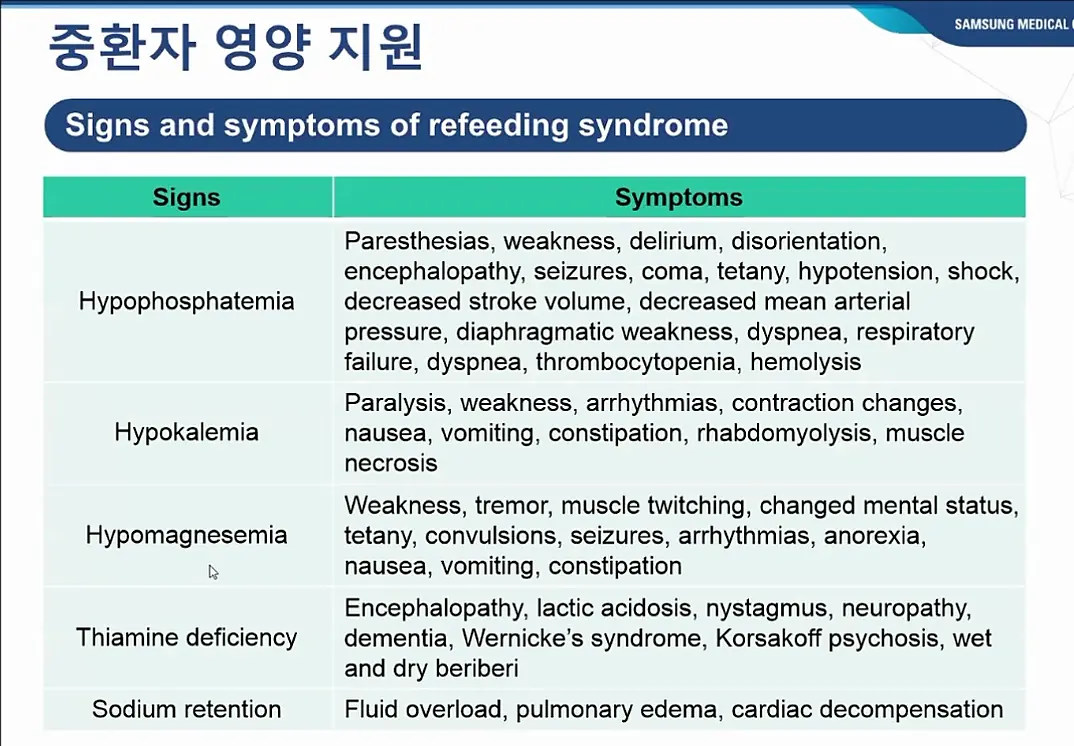 중환자 영양 지원
SAMSUNG MEDICAL
Signs and symptoms of refeeding syndrome
Signs
Symptoms
Hypophosphatemia
Paresthesias, weakness, delirium, disorientation,
encephalopathy, seizures, coma, tetany, hypotension, shock,
decreased stroke volume, decreased mean arterial
pressure, diaphragmatic weakness, dyspnea, respiratory
failure, dyspnea, thrombocytopenia, hemolysis
Hypokalemia
Paralysis, weakness, arrhythmias, contraction changes,
nausea, vomiting, constipation, rhabdomyolysis, muscle
necrosis
Hypomagnesemia
Weakness, tremor, muscle twitching, changed mental status,
tetany, convulsions, seizures, arrhythmias, anorexia,
nausea, vomiting, constipation
Thiamine deficiency
Encephalopathy, lactic acidosis, nystagmus, neuropathy,
dementia, Wernicke's syndrome, Korsakoff psychosis, wet
and dry beriberi
Sodium retention
Fluid overload, pulmonary edema, cardiac decompensation